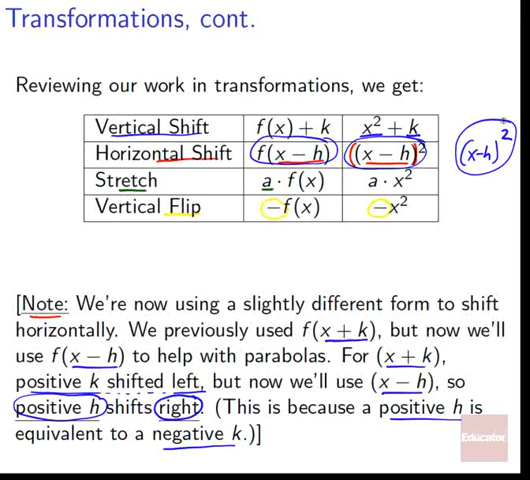 Transformations, cont.
Reviewing our work in transformations, we get:
Vertical Shift f(x) + k x² + k
Horizontal Shift f(x − h) (x − h)² (x-h)²
Stretch a · f(x) a · x²
Vertical Flip −f(x) −x²
[Note: We're now using a slightly different form to shift
horizontally. We previously used f(x + k), but now we'll
use f(x − h) to help with parabolas. For (x + k),
positive k shifted left, but now we'll use (x − h), so
positive h shifts right. (This is because a positive h is
equivalent to a negative k.)]
Educator